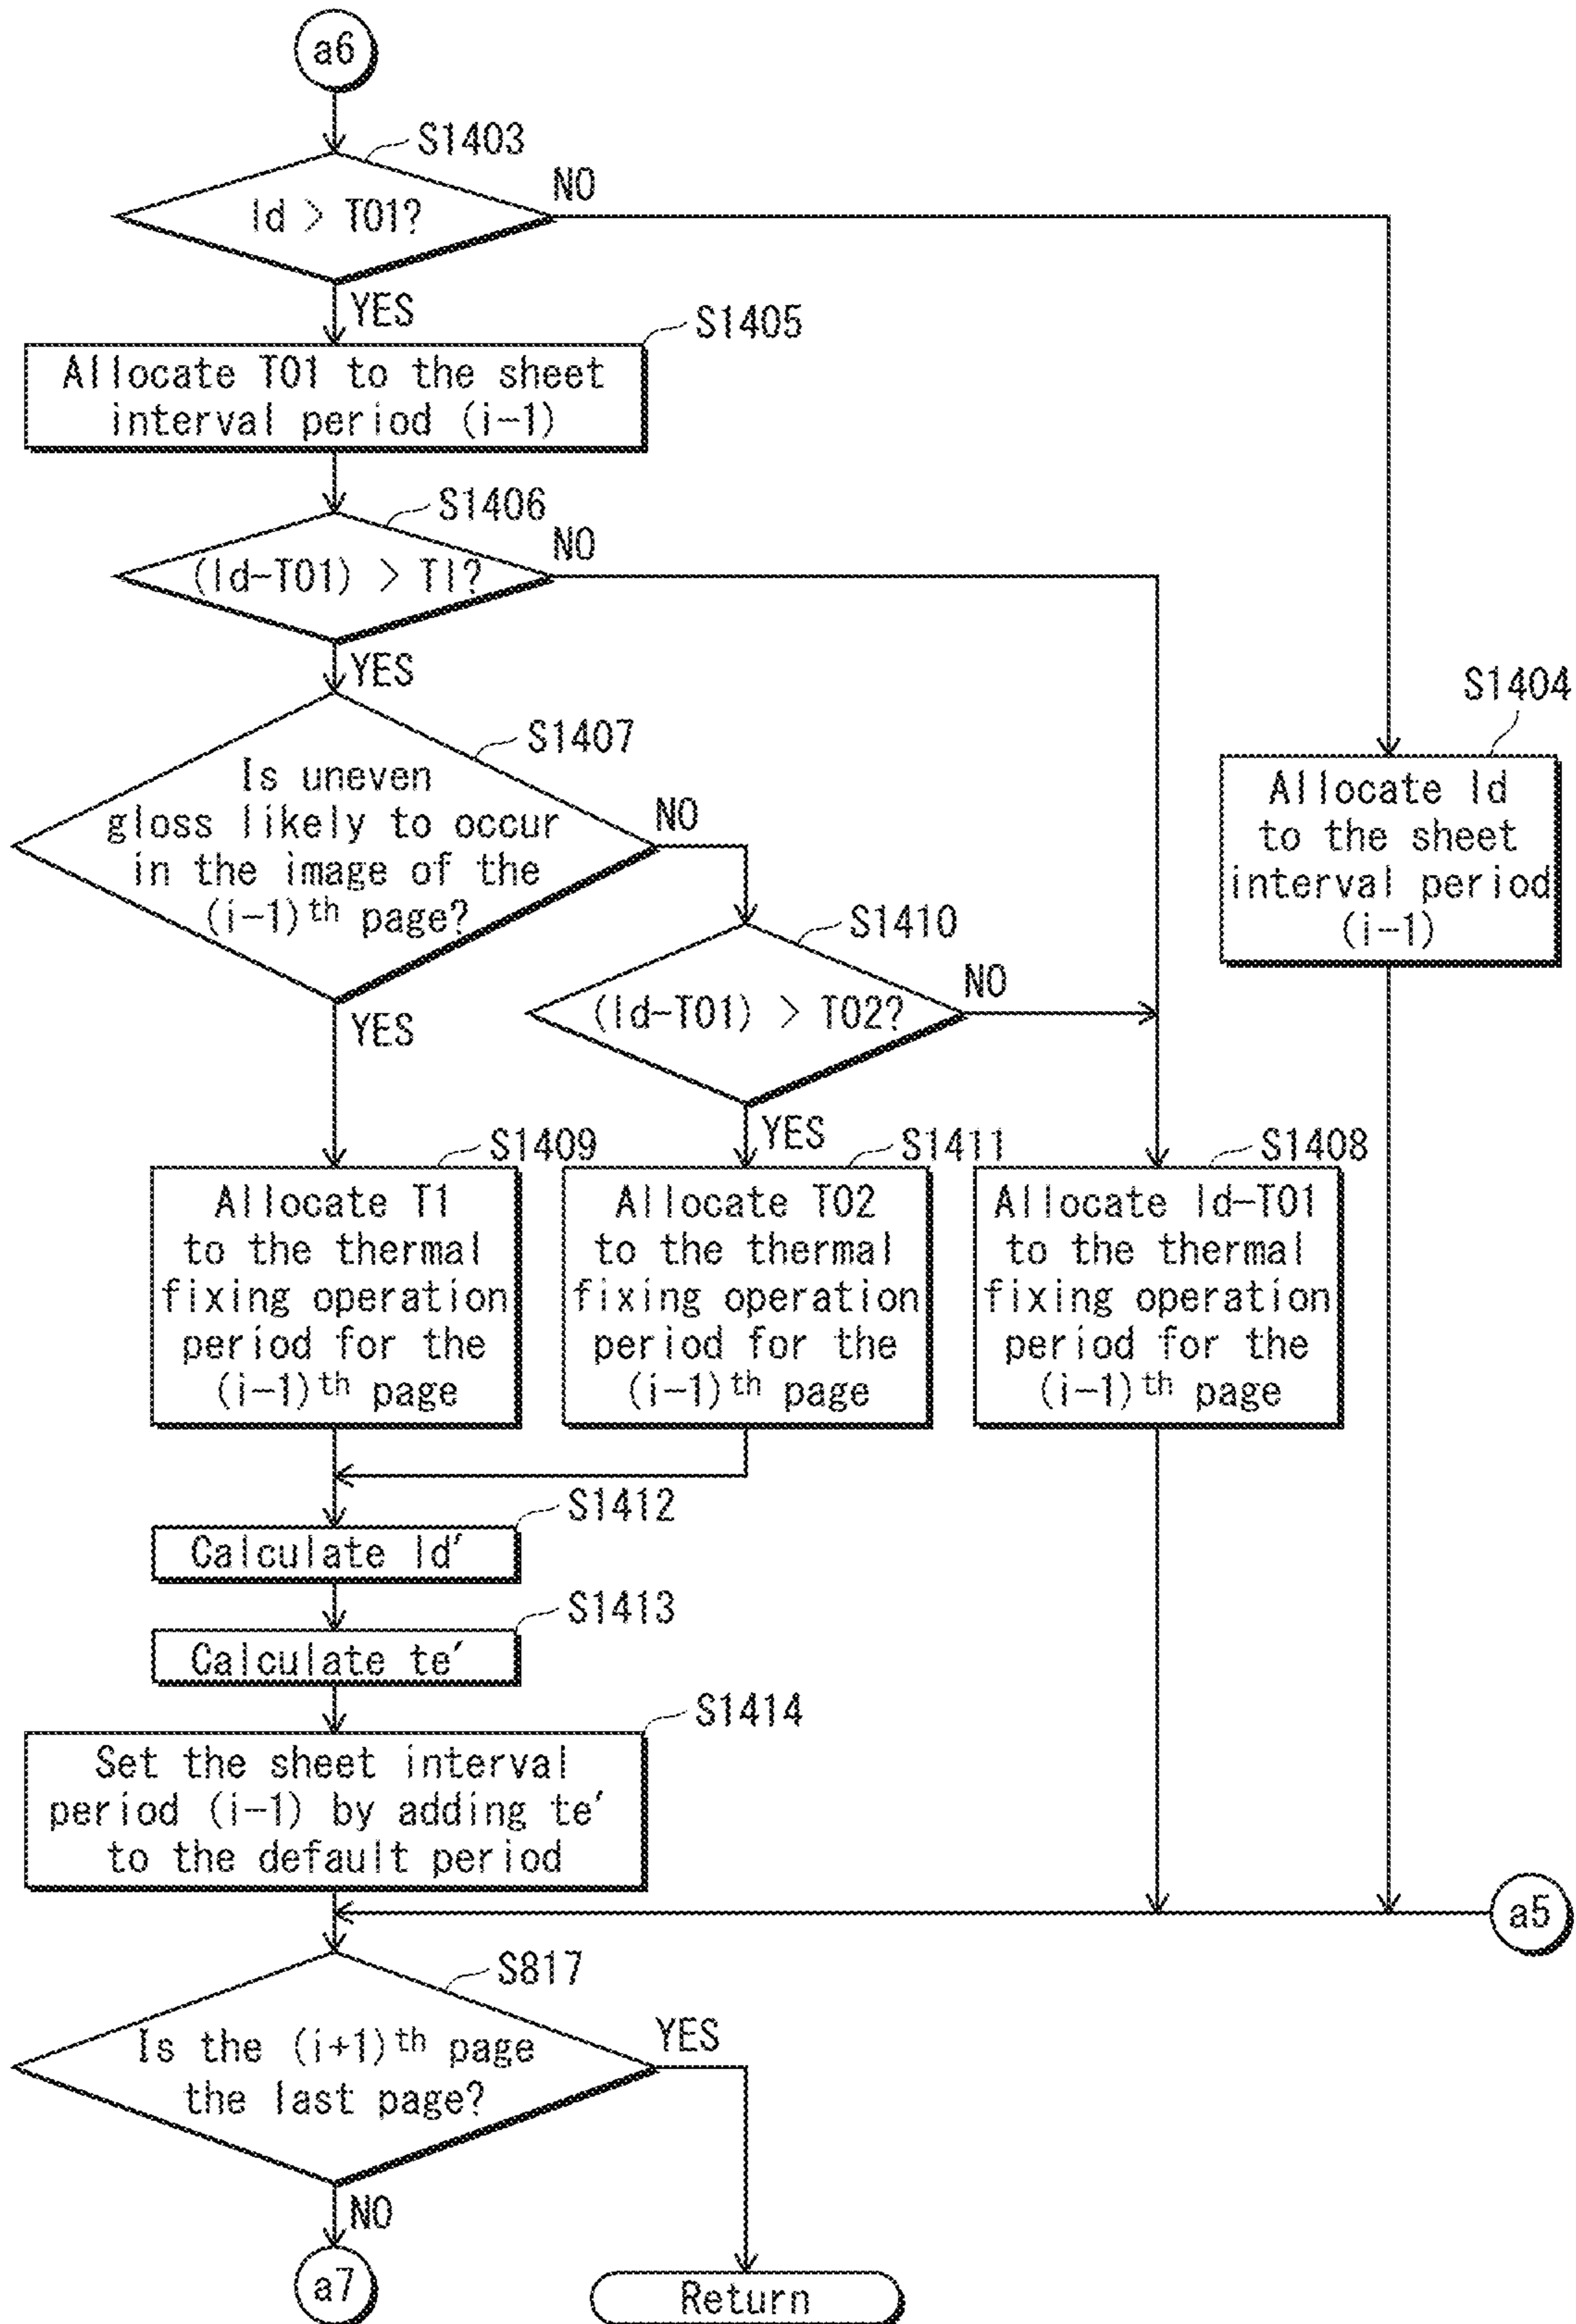 a6
S1403
Id > T01?
NO
YES
S1405
Allocate T01 to the sheet
interval period (i-1)
S1406
(Id-T01) > TI?
NO
YES
S1407
Is uneven
gloss likely to occur
in the image of the
(i-1)th page?
NO
YES
S1404
Allocate Id
to the sheet
interval period
(i-1)
S1410
(Id-T01) > T02?
NO
YES
S1409
Allocate T1
to the thermal
fixing operation
period for the
(i-1)th page
S1411
Allocate T02
to the thermal
fixing operation
period for the
(i-1)th page
S1408
Allocate Id-T01
to the thermal
fixing operation
period for the
(i-1)th page
S1412
Calculate Id'
S1413
Calculate te'
S1414
Set the sheet interval
period (i-1) by adding te'
to the default period
a5
S817
Is the (i+1)th page
the last page?
YES
NO
a7
Return